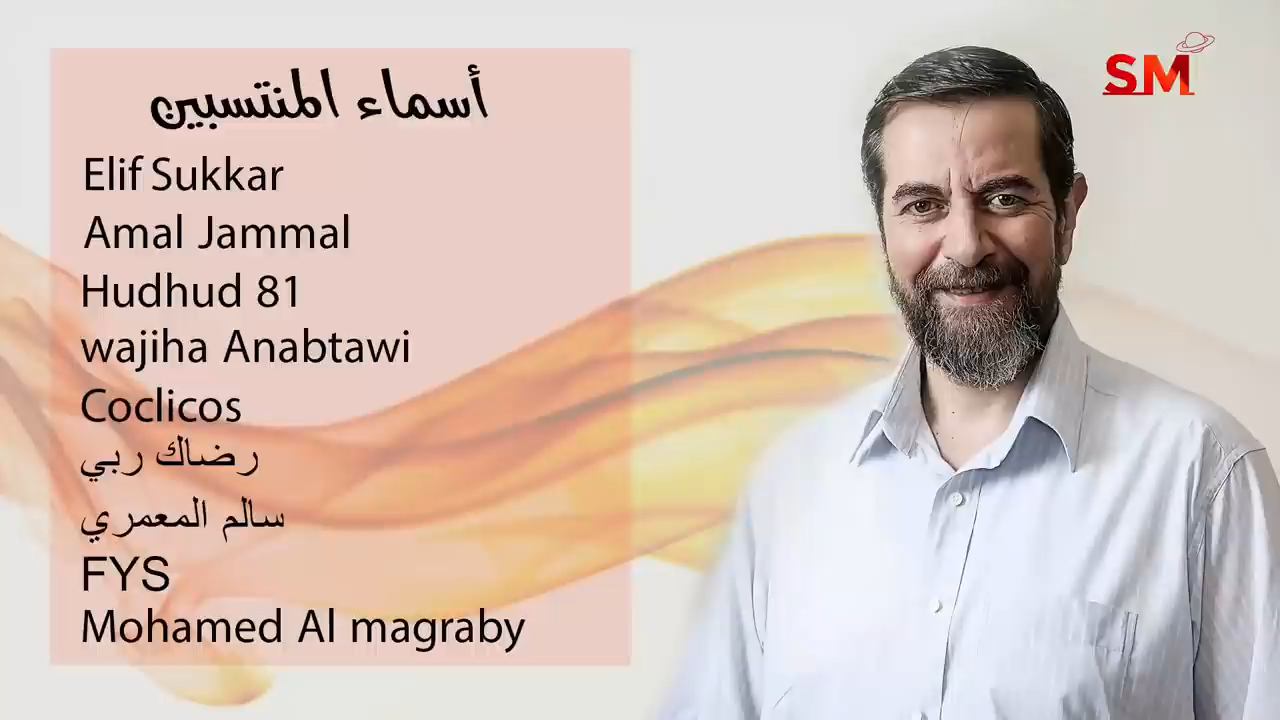 أسماء المنتسبين
SM
Elif Sukkar
Amal Jammal
Hudhud 81
wajiha Anabtawi
Coclicos
رضاك ربي
سالم المعمري
FYS
Mohamed Al magraby